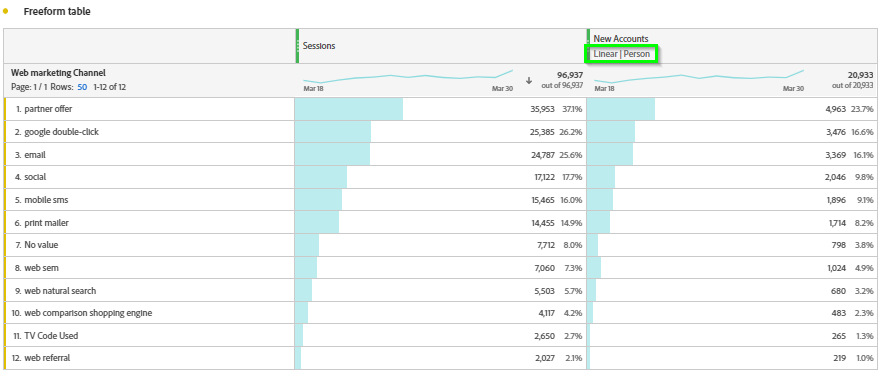 Freeform table
Sessions
New Accounts
Linear | Person
Web marketing Channel
Page: 1 / 1 Rows: 50 1-12 of 12
Mar 18
Mar 30
96,937
out of 96,937
Mar 18
Mar 30
20,933
out of 20,933
1. partner offer 35,953 37.1% 4,963 23.7%
2. google double-click 25,385 26.2% 3,476 16.6%
3. email 24,787 25.6% 3,369 16.1%
4. social 17,122 17.7% 2,046 9.8%
5. mobile sms 15,465 16.0% 1,896 9.1%
6. print mailer 14,455 14.9% 1,714 8.2%
7. No value 7,712 8.0% 798 3.8%
8. web sem 7,060 7.3% 1,024 4.9%
9. web natural search 5,503 5.7% 680 3.2%
10. web comparison shopping engine 4,117 4.2% 483 2.3%
11. TV Code Used 2,650 2.7% 265 1.3%
12. web referral 2,027 2.1% 219 1.0%